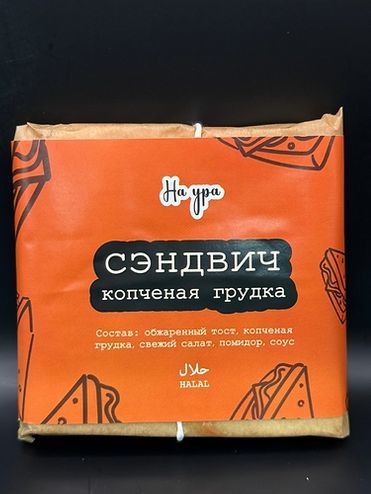 На ура
СЭНДВИЧ
копченая грудка
Состав: обжаренный тост, копченая
грудка, свежий салат, помидор, соус
حلال
HALAL